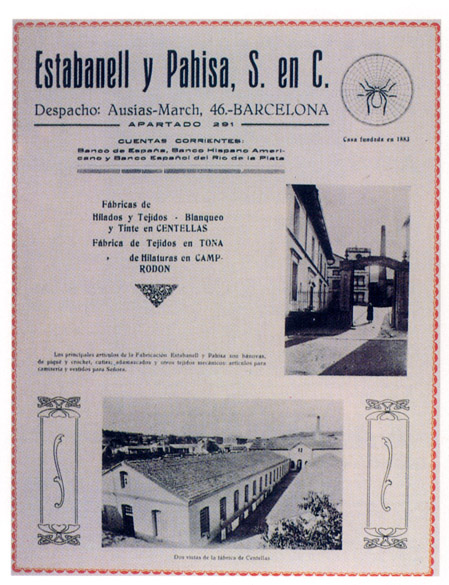 Estabanell y Pahisa, S. en C.
Despacho: Ausias-March, 46.-BARCELONA
APARTADO 291
Casa fundada en 1882
CUENTAS CORRIENTES:
Banco de España, Banco Hispano Ameri-
cano y Banco Español del Rio de la Plata
Fábricas de
Hilados y Tejidos - Blanqueo
y Tinte en CENTELLAS
Fábrica de Tejidos en TONA
de Hilaturas en CAMP-
RODON
Los principales artículos de la Fabricación Estabanell y Pahisa son bánovas,
de piqué y crochet, cutíns, adamascados y otros tejidos mecánicos: artículos para
camisería y vestidos para Señora.
Dos vistas de la fábrica de Centellas